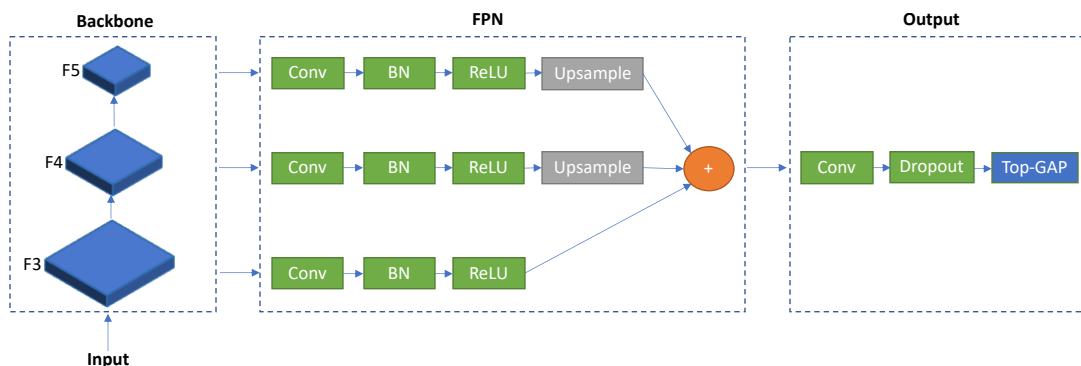 Backbone
FPN
Output
F5
Conv
BN
ReLU
Upsample
F4
Conv
BN
ReLU
Upsample
+
Conv
Dropout
Top-GAP
F3
Conv
BN
ReLU
Input